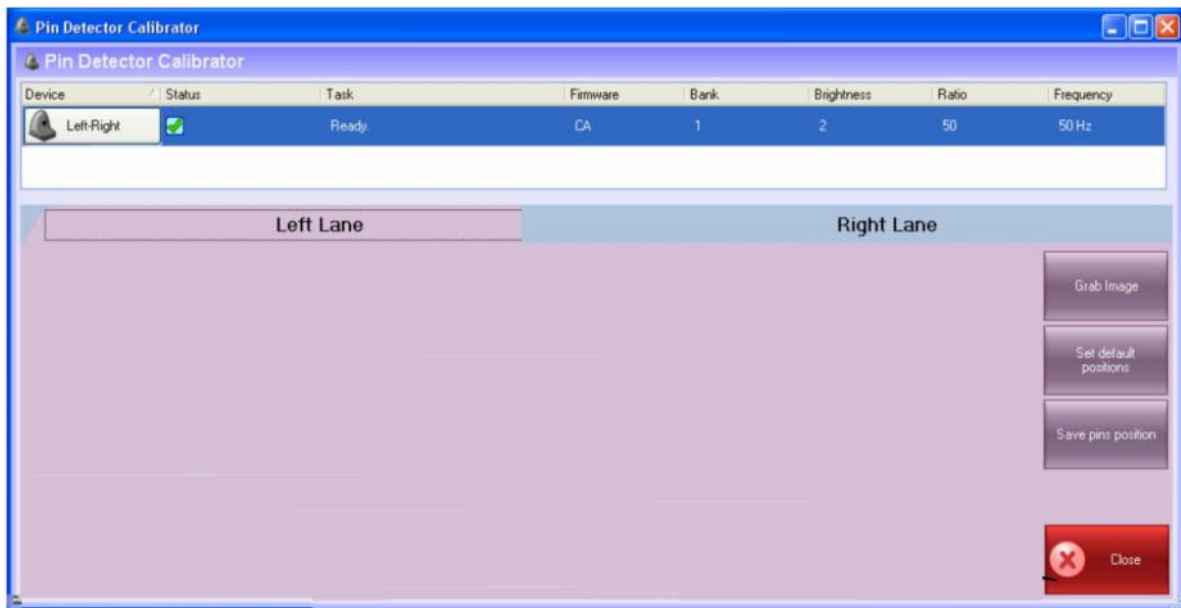 Pin Detector Calibrator
Pin Detector Calibrator
Device Status Task Firmware Bank Brightness Ratio Frequency
Left-Right Ready. CA 1 2 50 50 Hz
Left Lane Right Lane
Grab Image
Set default
positions
Save pins position
Close